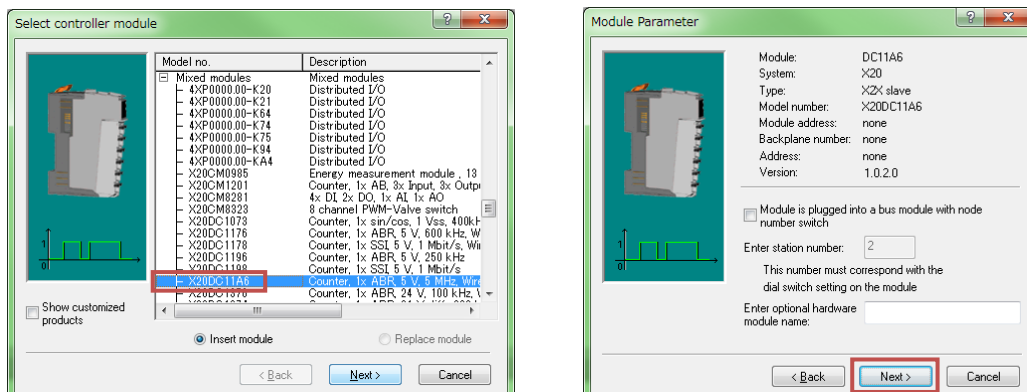 Select controller module
Model no. Description
Mixed modules Mixed modules
4XP0000.00-K20 Distributed I/O
4XP0000.00-K21 Distributed I/O
4XP0000.00-K64 Distributed I/O
4XP0000.00-K74 Distributed I/O
4XP0000.00-K75 Distributed I/O
4XP0000.00-K94 Distributed I/O
4XP0000.00-KA4 Distributed I/O
X20CM0985 Energy measurement module , 13
X20CM1201 Counter, 1x AB, 3x Input, 3x Outpu
X20CM8281 4x DI, 2x DO, 1x AI, 1x AO
X20CM8323 8 channel PWM-Valve switch
X20DC1073 Counter, 1x sin/cos, 1 Vss, 400kH
X20DC1176 Counter, 1x ABR, 5 V, 600 kHz, W
X20DC1178 Counter, 1x SSI, 5 V, 1 Mbit/s, Wi
X20DC1196 Counter, 1x ABR, 5 V, 250 kHz
X20DC1198 Counter, 1x SSI, 5 V, 1 Mbit/s
X20DC11A6 Counter, 1x ABR, 5 V, 5 MHz, Wire
X20DC1376 Counter, 1x ABR, 24 V, 100 kHz,
1
0
Show customized
products
Insert module Replace module
< Back Next > Cancel
Module Parameter
Module: DC11A6
System: X20
Type: X2X slave
Model number: X20DC11A6
Module address: none
Backplane number: none
Address: none
Version: 1.0.2.0
Module is plugged into a bus module with node
number switch
Enter station number: 2
This number must correspond with the
dial switch setting on the module
Enter optional hardware
module name:
1
0
< Back Next > Cancel